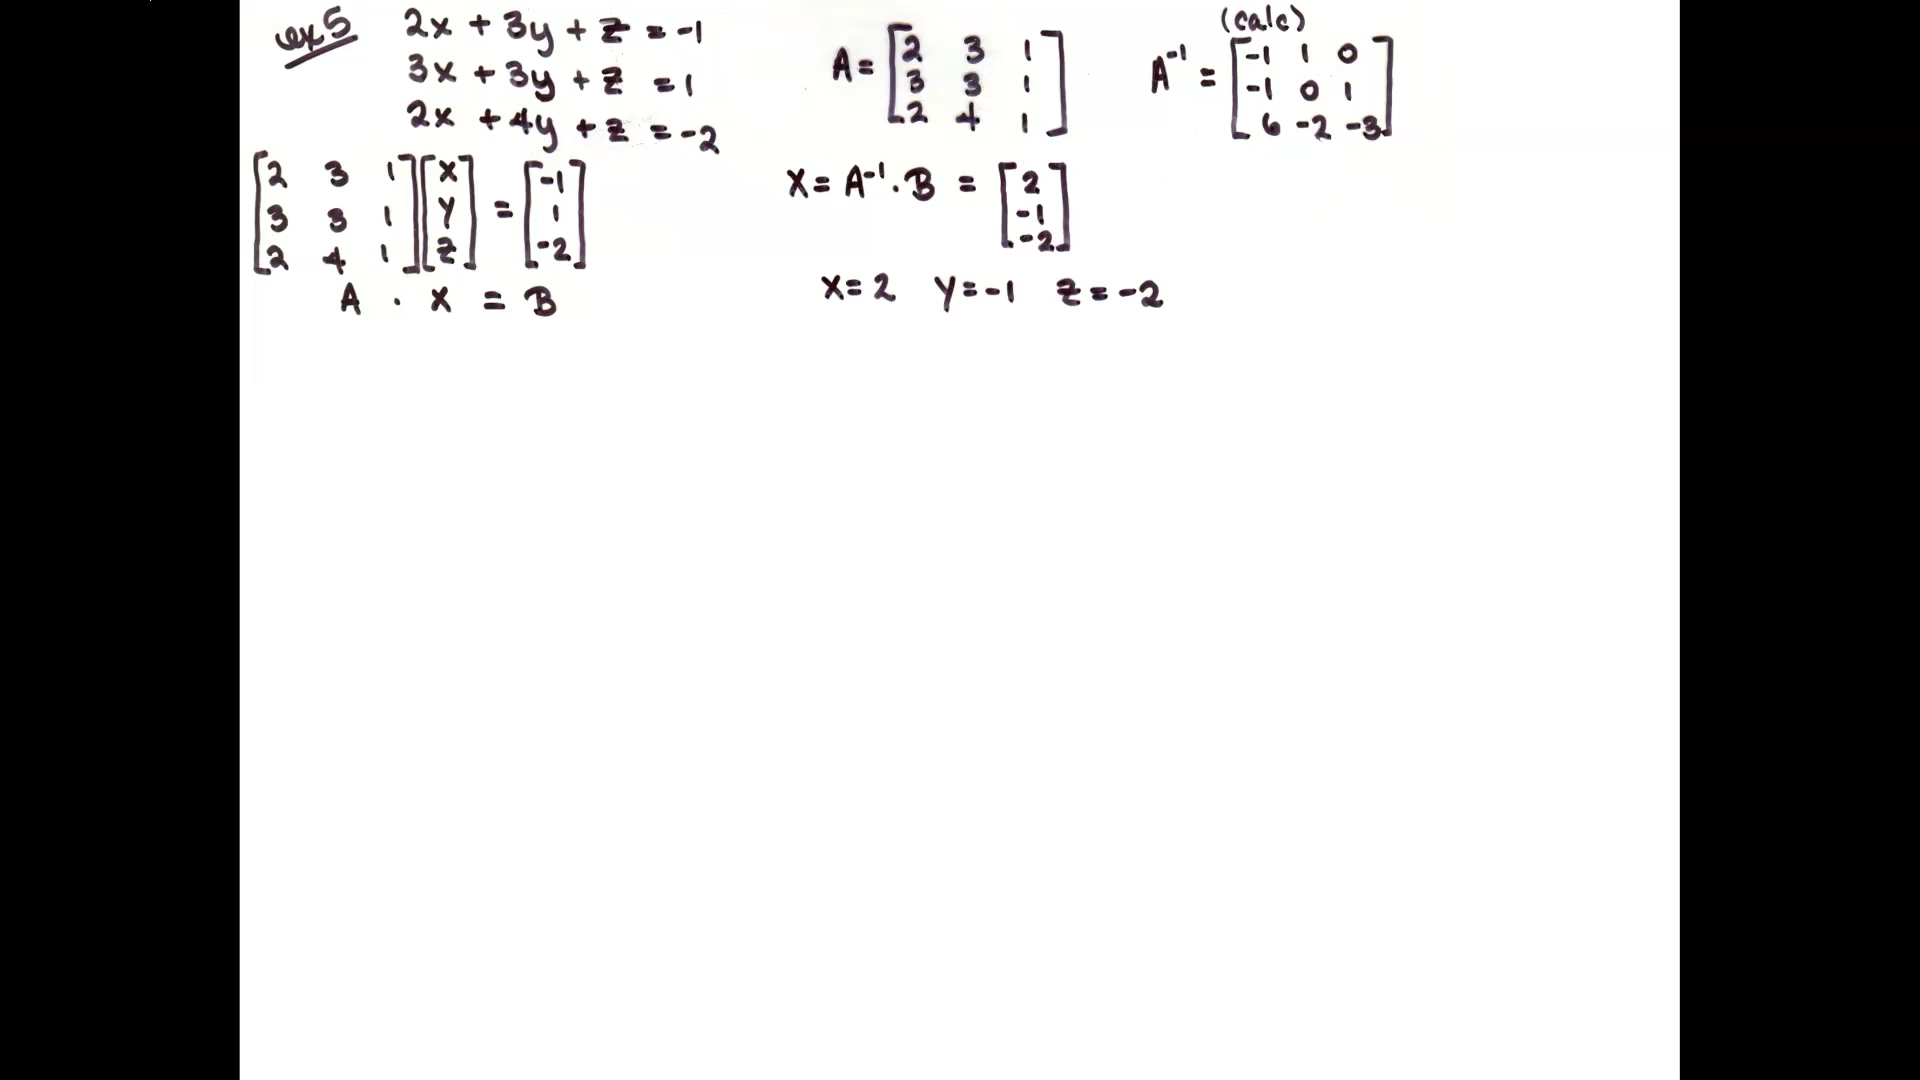 ex 5
2x + 3y + z = -1
3x + 3y + z = 1
2x + 4y + z = -2
[2 3 1] [x] = [-1]
[3 3 1] [y] [1]
[2 4 1] [z] [-2]
A · X = B
A = [2 3 1]
[3 3 1]
[2 4 1]
(calc)
A⁻¹ = [-1 1 0]
[-1 0 1]
[6 -2 -3]
X = A⁻¹ · B = [2]
[-1]
[-2]
x = 2 y = -1 z = -2